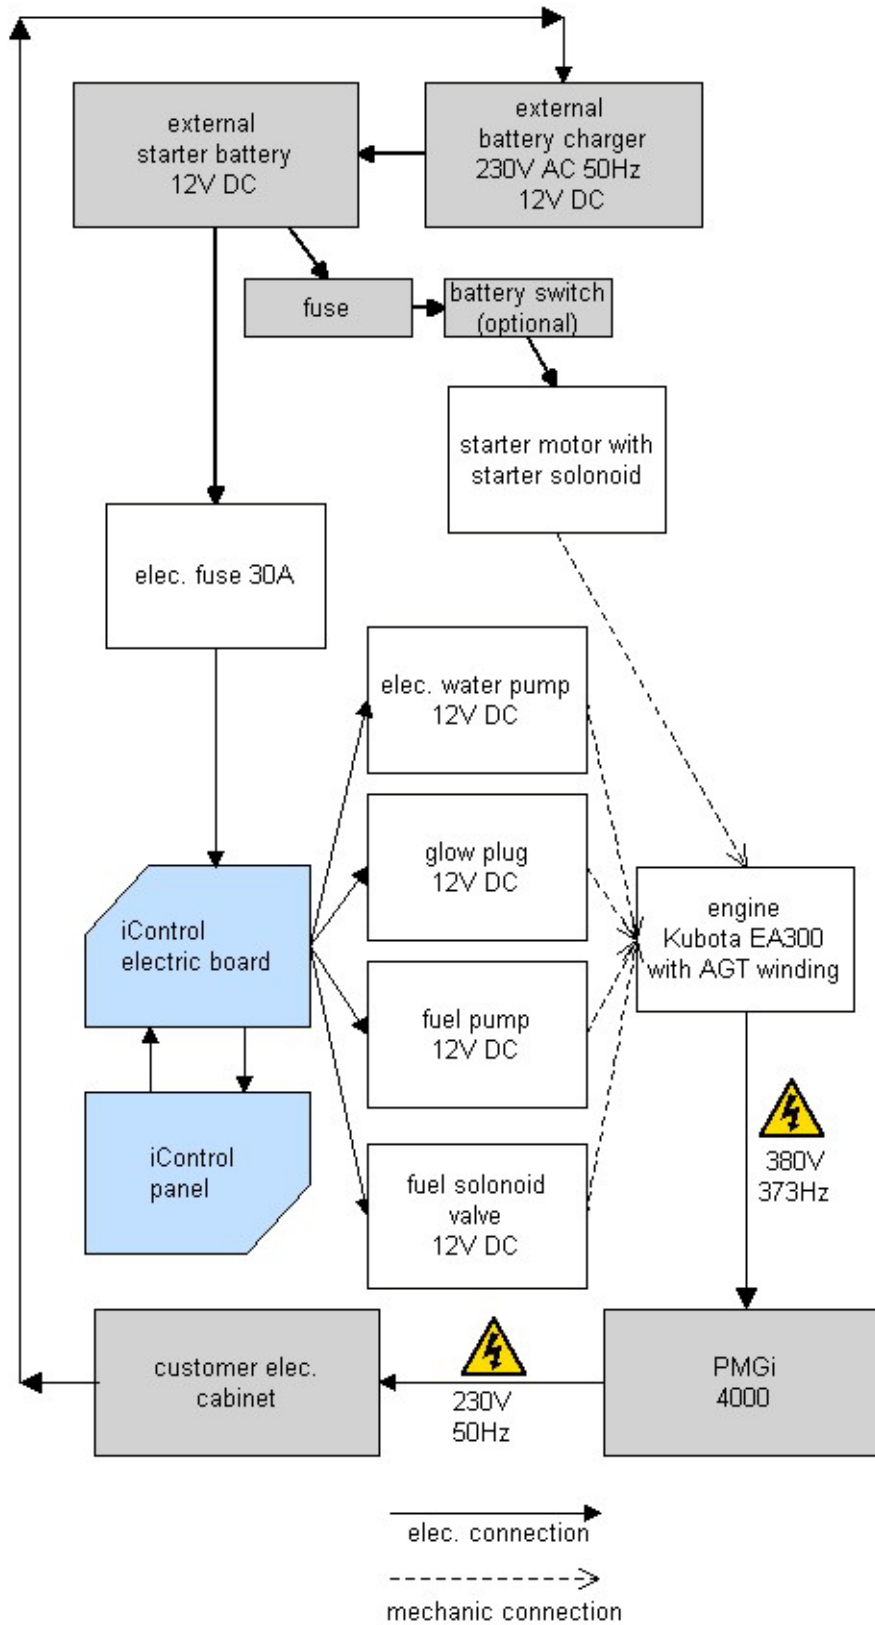 external
starter battery
12V DC
external
battery charger
230V AC 50Hz
12V DC
fuse
battery switch
(optional)
starter motor with
starter solonoid
elec. fuse 30A
elec. water pump
12V DC
glow plug
12V DC
iControl
electric board
engine
Kubota EA300
with AGT winding
fuel pump
12V DC
iControl
panel
fuel solonoid
valve
12V DC
380V
373Hz
customer elec.
cabinet
230V
50Hz
PMGi
4000
elec. connection
mechanic connection